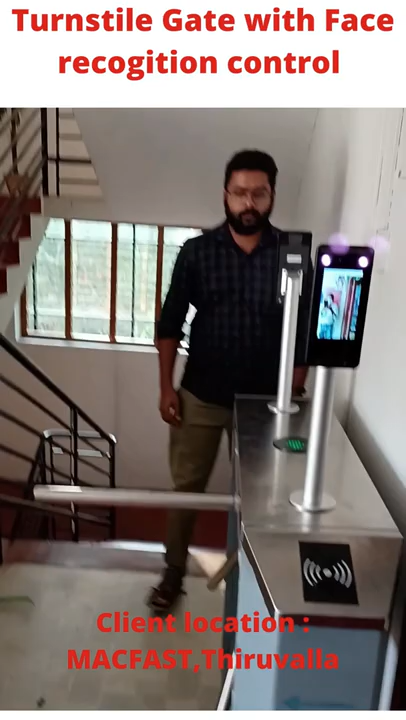 Turnstile Gate with Face
recogition control
Client location :
MACFAST,Thiruvalla